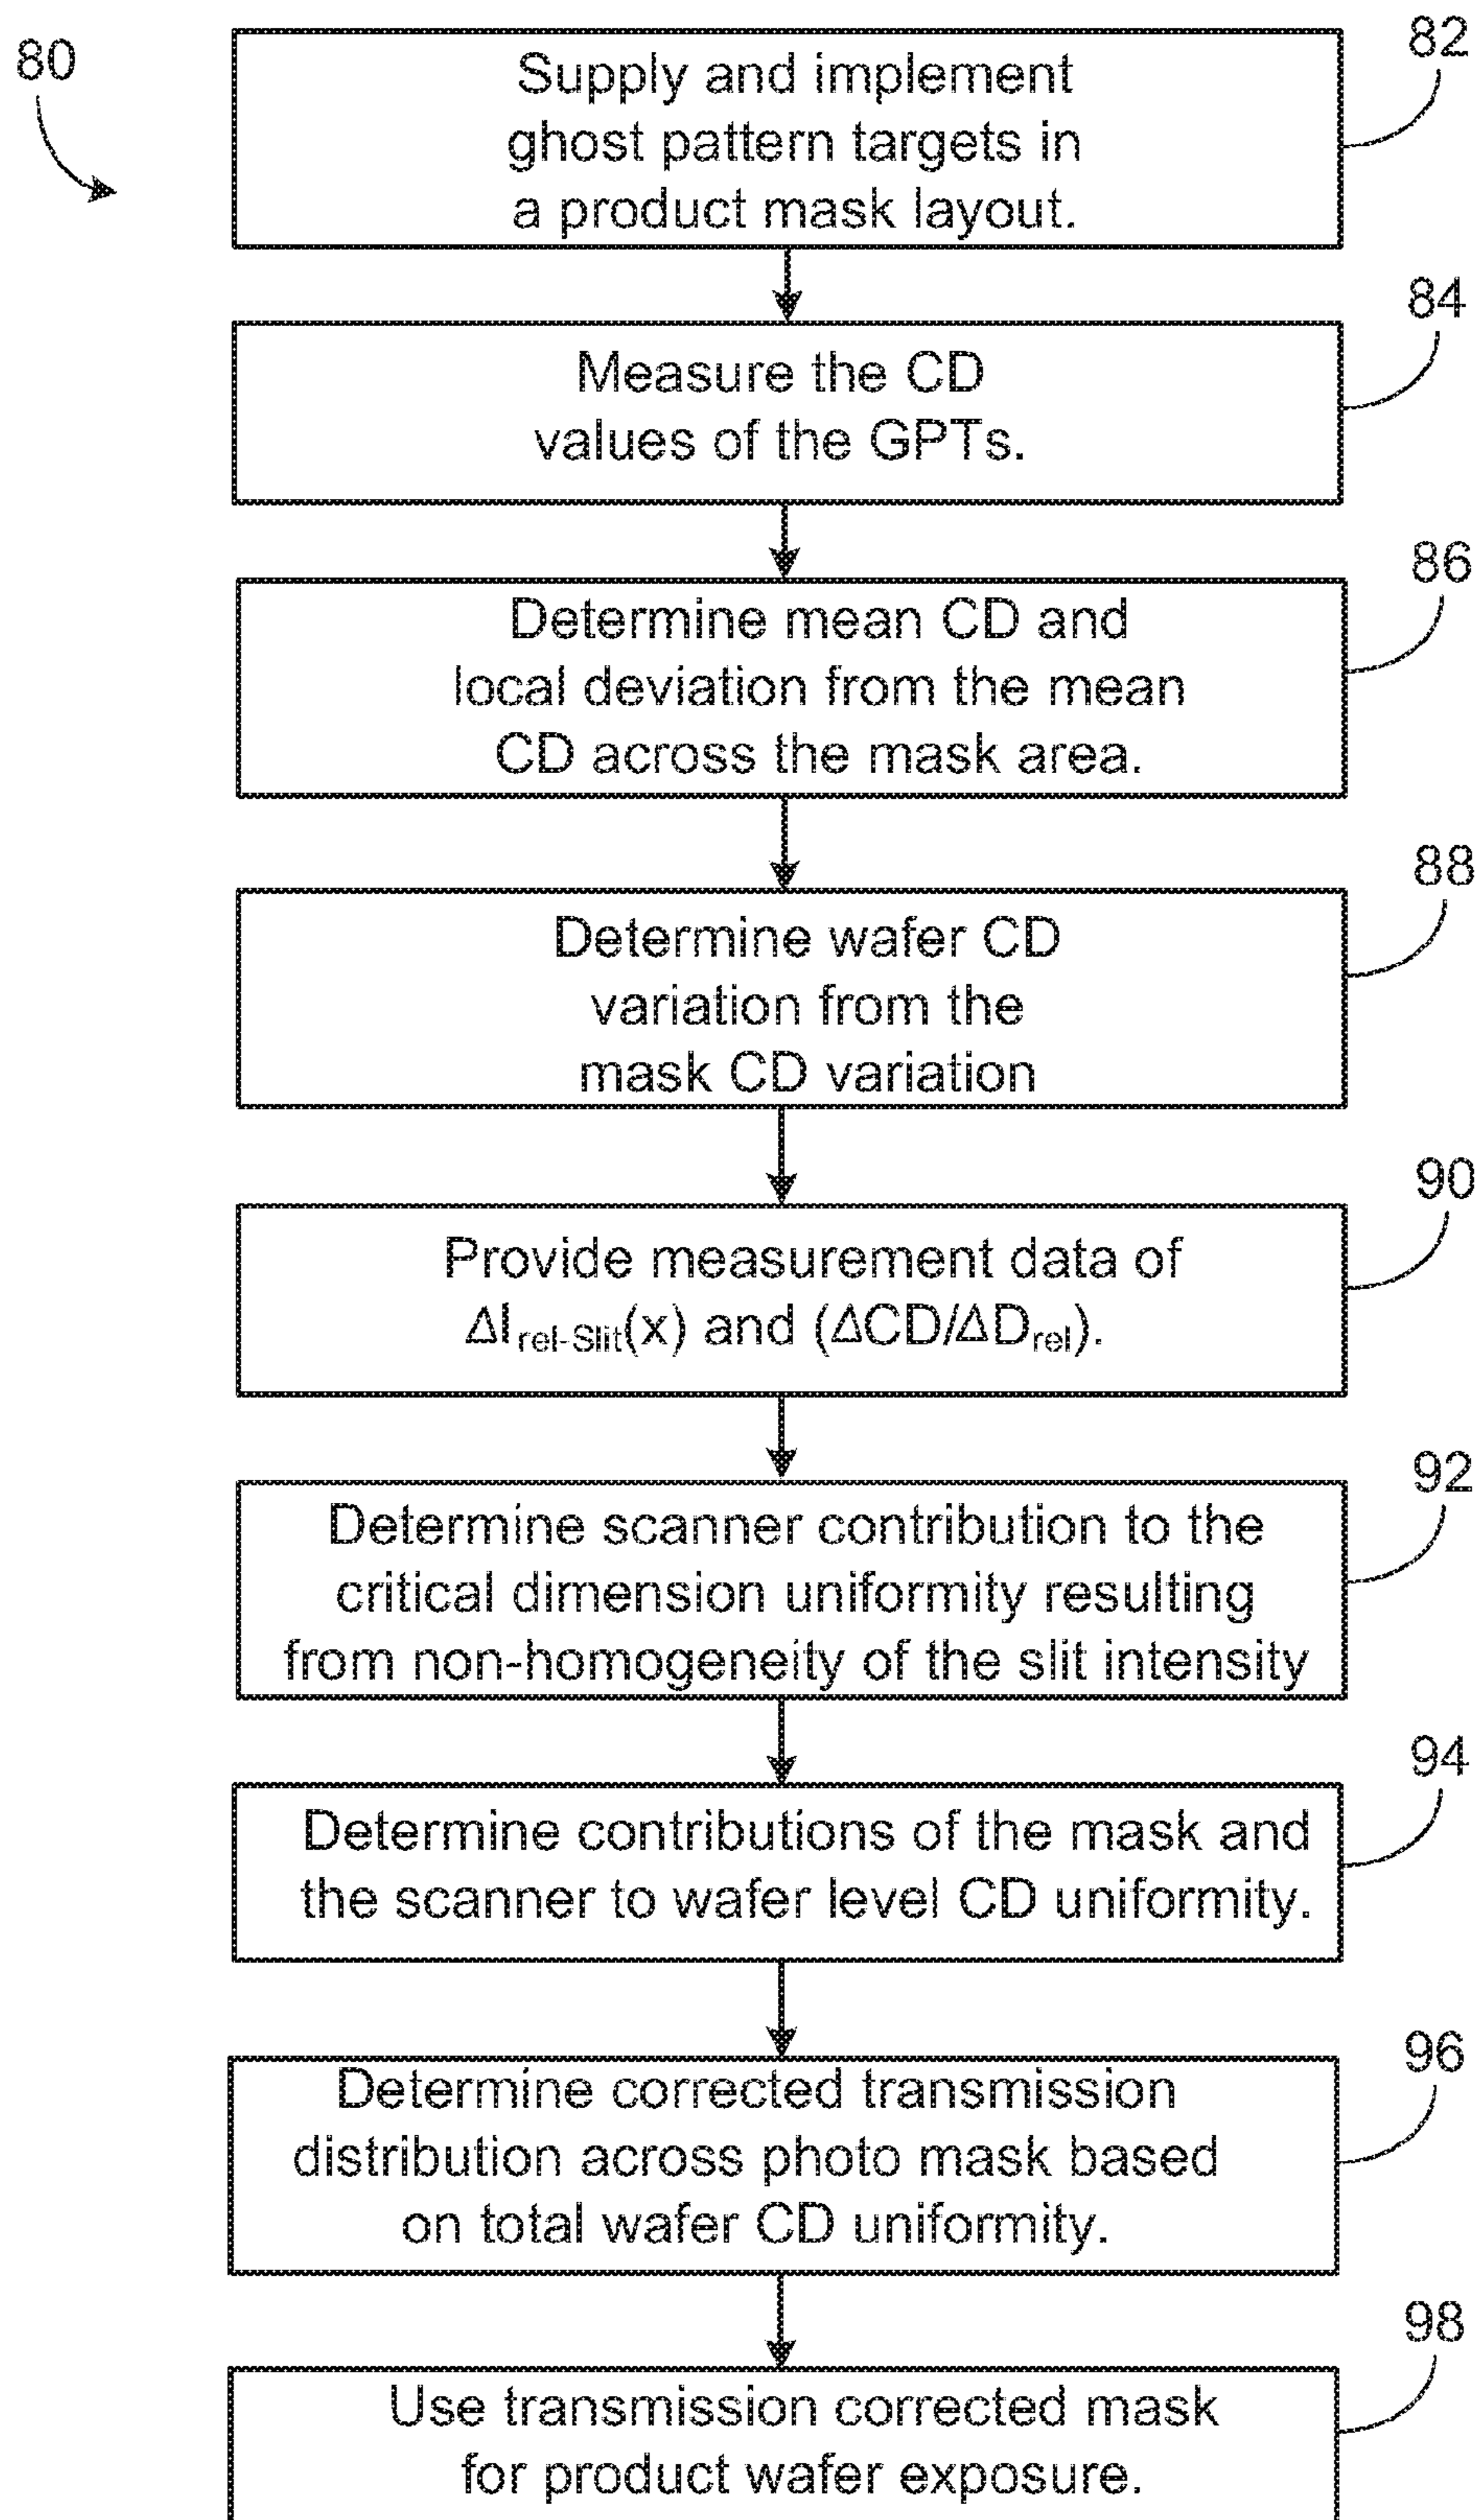 80
82
Supply and implement
ghost pattern targets in
a product mask layout.
84
Measure the CD
values of the GPTs.
86
Determine mean CD and
local deviation from the mean
CD across the mask area.
88
Determine wafer CD
variation from the
mask CD variation
90
Provide measurement data of
ΔI_rel-Slit(x) and (ΔCD/ΔD_rel).
92
Determine scanner contribution to the
critical dimension uniformity resulting
from non-homogeneity of the slit intensity
94
Determine contributions of the mask and
the scanner to wafer level CD uniformity.
96
Determine corrected transmission
distribution across photo mask based
on total wafer CD uniformity.
98
Use transmission corrected mask
for product wafer exposure.